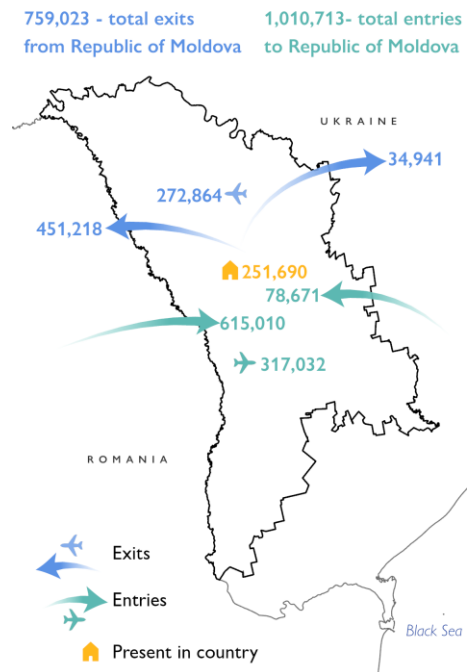 759,023 - total exits
from Republic of Moldova
1,010,713- total entries
to Republic of Moldova
UKRAINE
34,941
272,864
451,218
251,690
78,671
615,010
317,032
ROMANIA
Exits
Entries
Present in country
Black Sea